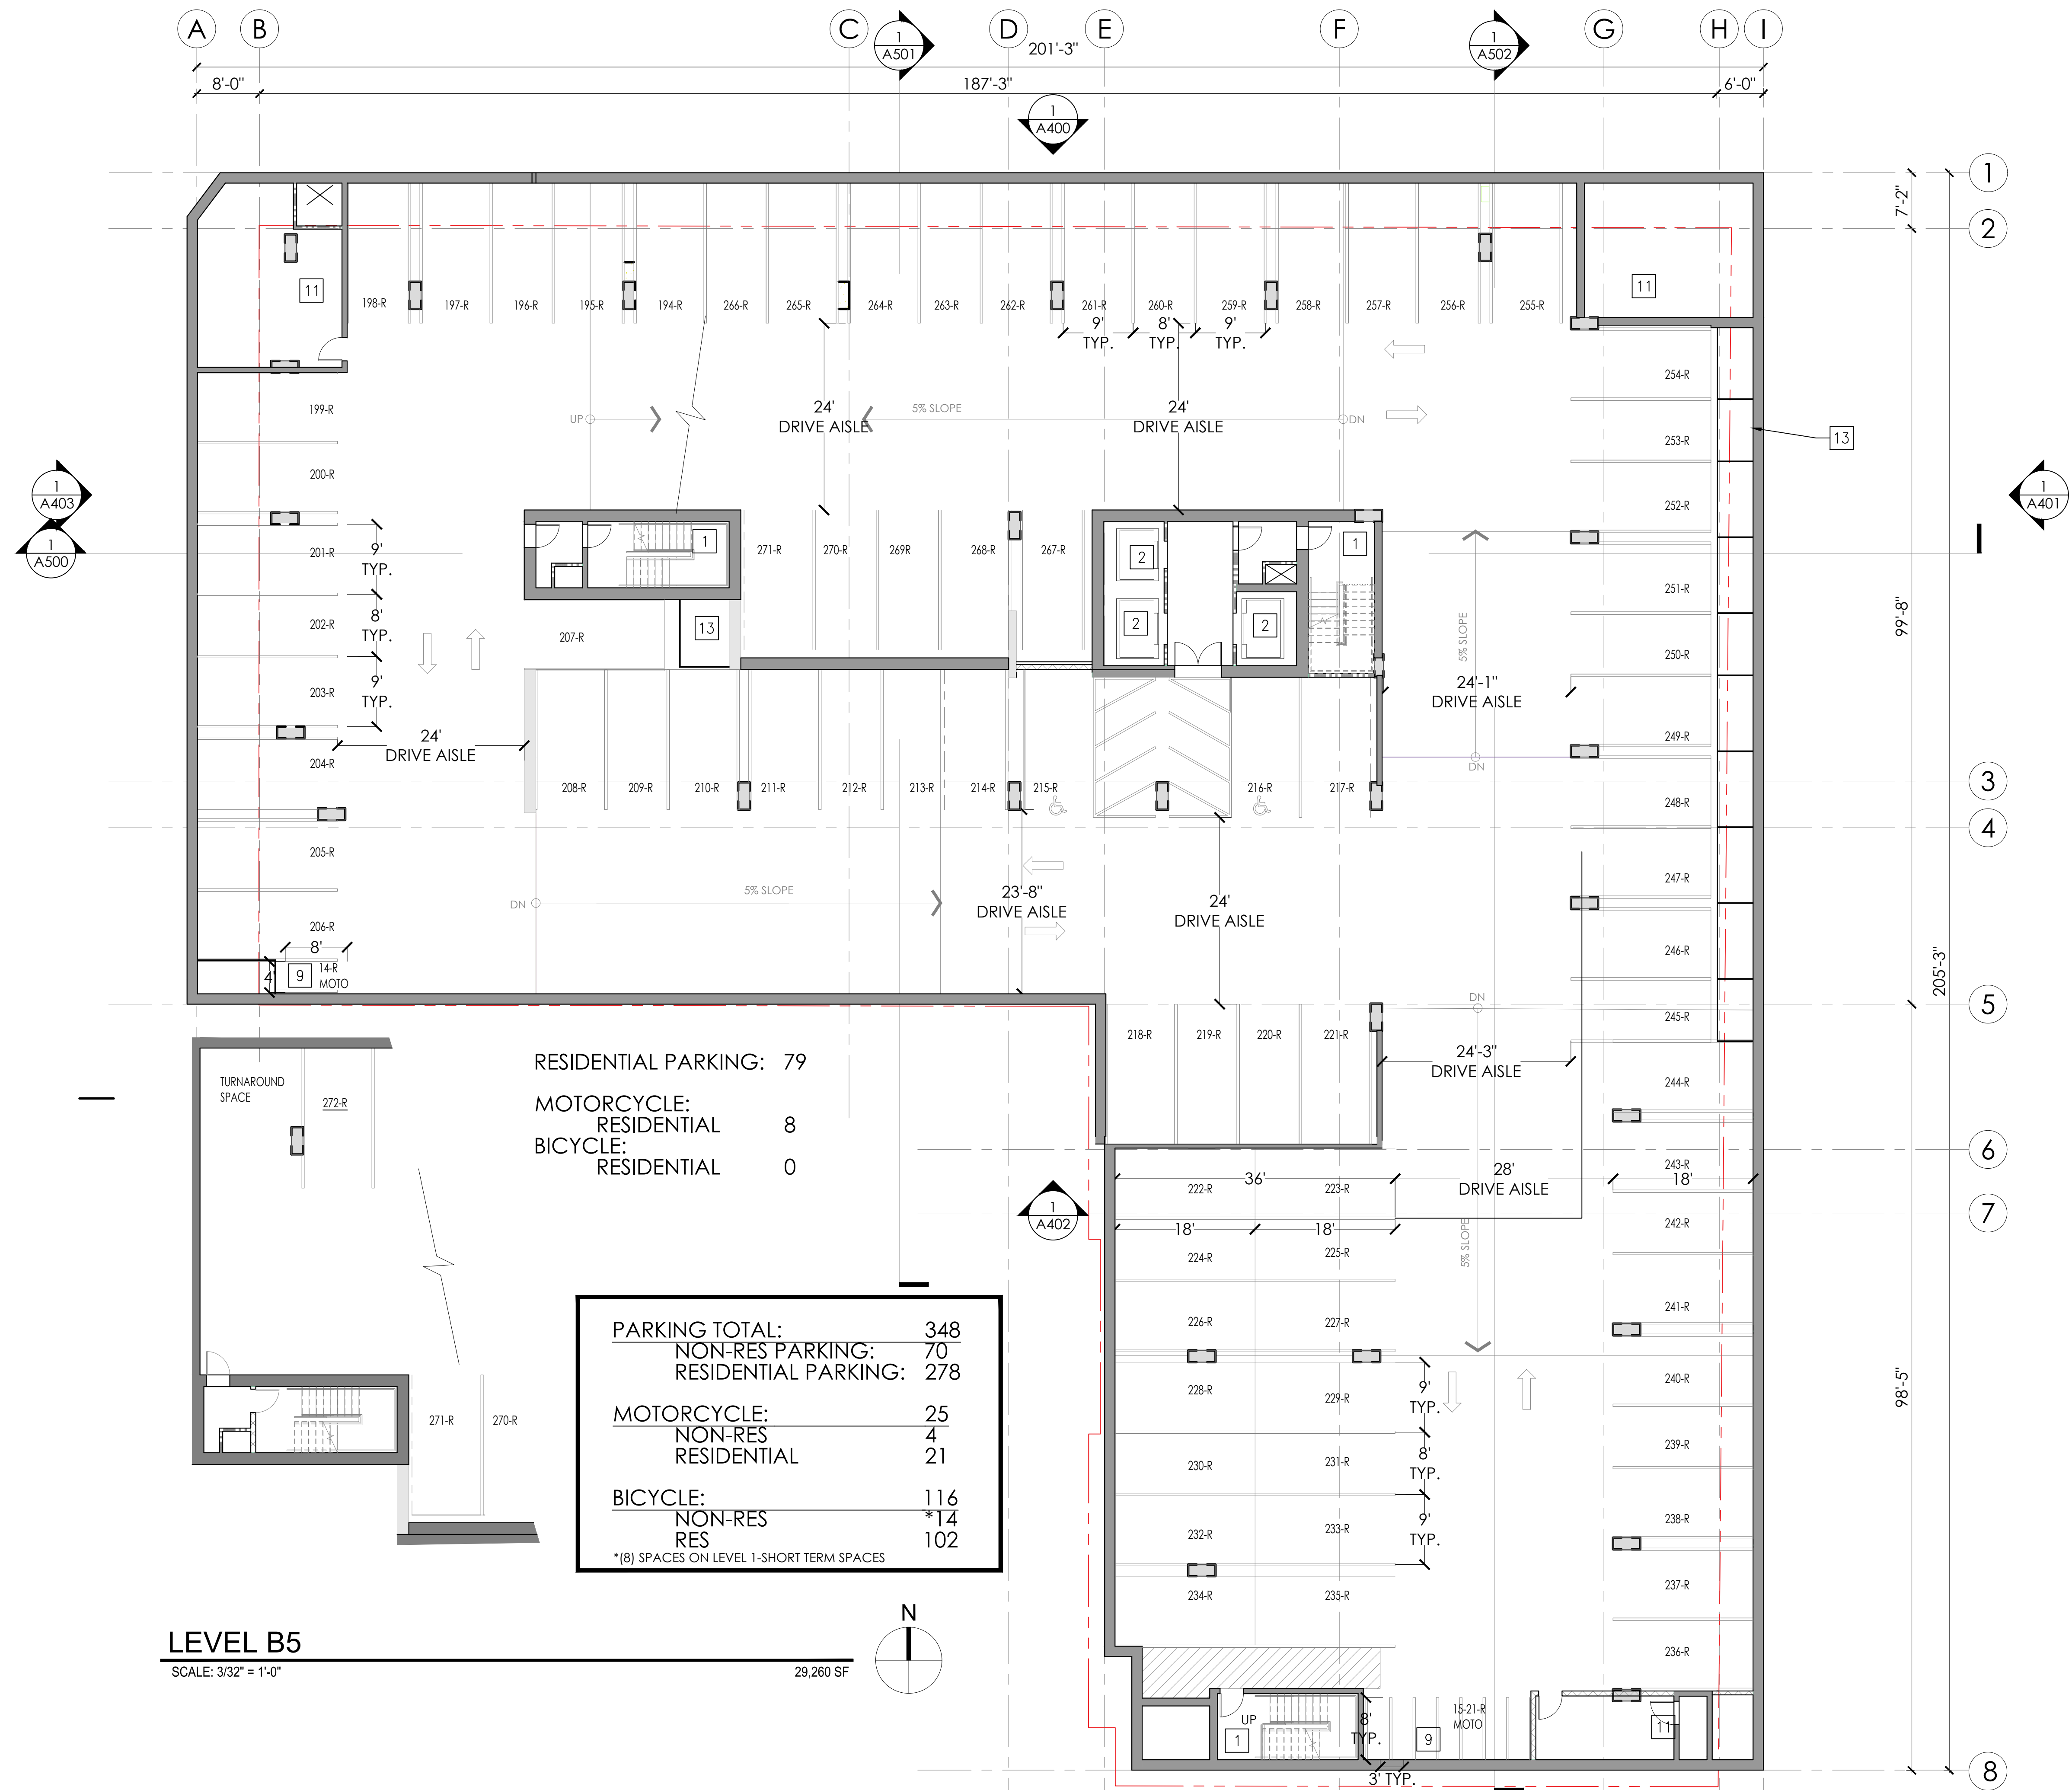 A
B
C
D
E
F
G
H
I
1
A501
1
A502
201'-3"
8'-0"
187'-3"
6'-0"
1
A400
1
7'-2"
2
11
198-R
197-R
196-R
195-R
194-R
266-R
265-R
264-R
263-R
262-R
261-R
260-R
259-R
258-R
257-R
256-R
255-R
11
9'
TYP.
8'
TYP.
9'
TYP.
254-R
199-R
UP
24'
DRIVE AISLE
5% SLOPE
24'
DRIVE AISLE
DN
253-R
13
200-R
252-R
1
A403
1
A500
1
A401
201-R
9'
TYP.
1
271-R
270-R
269R
268-R
267-R
2
1
251-R
202-R
8'
TYP.
207-R
13
2
2
5% SLOPE
250-R
99'-8"
203-R
9'
TYP.
24'-1"
DRIVE AISLE
204-R
24'
DRIVE AISLE
249-R
DN
208-R
209-R
210-R
211-R
212-R
213-R
214-R
215-R
216-R
217-R
248-R
3
4
205-R
247-R
DN
5% SLOPE
23'-8"
DRIVE AISLE
24'
DRIVE AISLE
206-R
246-R
8'
4'
9
14-R
MOTO
205'-3"
DN
5
218-R
219-R
220-R
221-R
245-R
24'-3"
DRIVE AISLE
244-R
TURNAROUND
SPACE
272-R
RESIDENTIAL PARKING: 79
MOTORCYCLE:
RESIDENTIAL 8
BICYCLE:
RESIDENTIAL 0
6
36'
28'
DRIVE AISLE
243-R
18'
222-R
223-R
1
A402
7
18'
18'
242-R
224-R
225-R
5% SLOPE
241-R
226-R
227-R
PARKING TOTAL: 348
NON-RES PARKING: 70
RESIDENTIAL PARKING: 278
MOTORCYCLE: 25
NON-RES 4
RESIDENTIAL 21
BICYCLE: 116
NON-RES *14
RES 102
*(8) SPACES ON LEVEL 1-SHORT TERM SPACES
271-R
270-R
228-R
229-R
9'
TYP.
240-R
98'-5"
230-R
231-R
8'
TYP.
239-R
232-R
233-R
9'
TYP.
238-R
234-R
235-R
237-R
236-R
N
LEVEL B5
SCALE: 3/32" = 1'-0"
29,260 SF
UP
1
8'
TYP.
15-21-R
MOTO
9
11
3' TYP.
8